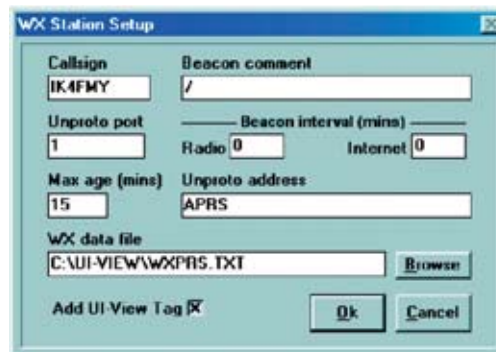 WX Station Setup
Callsign Beacon comment
IK4FMY /
Unproto port Beacon interval (mins)
1 Radio 0 Internet 0
Max age (mins) Unproto address
15 APRS
WX data file
C:\UI-VIEW\WXPRS.TXT Browse
Add UI-View Tag Ok Cancel